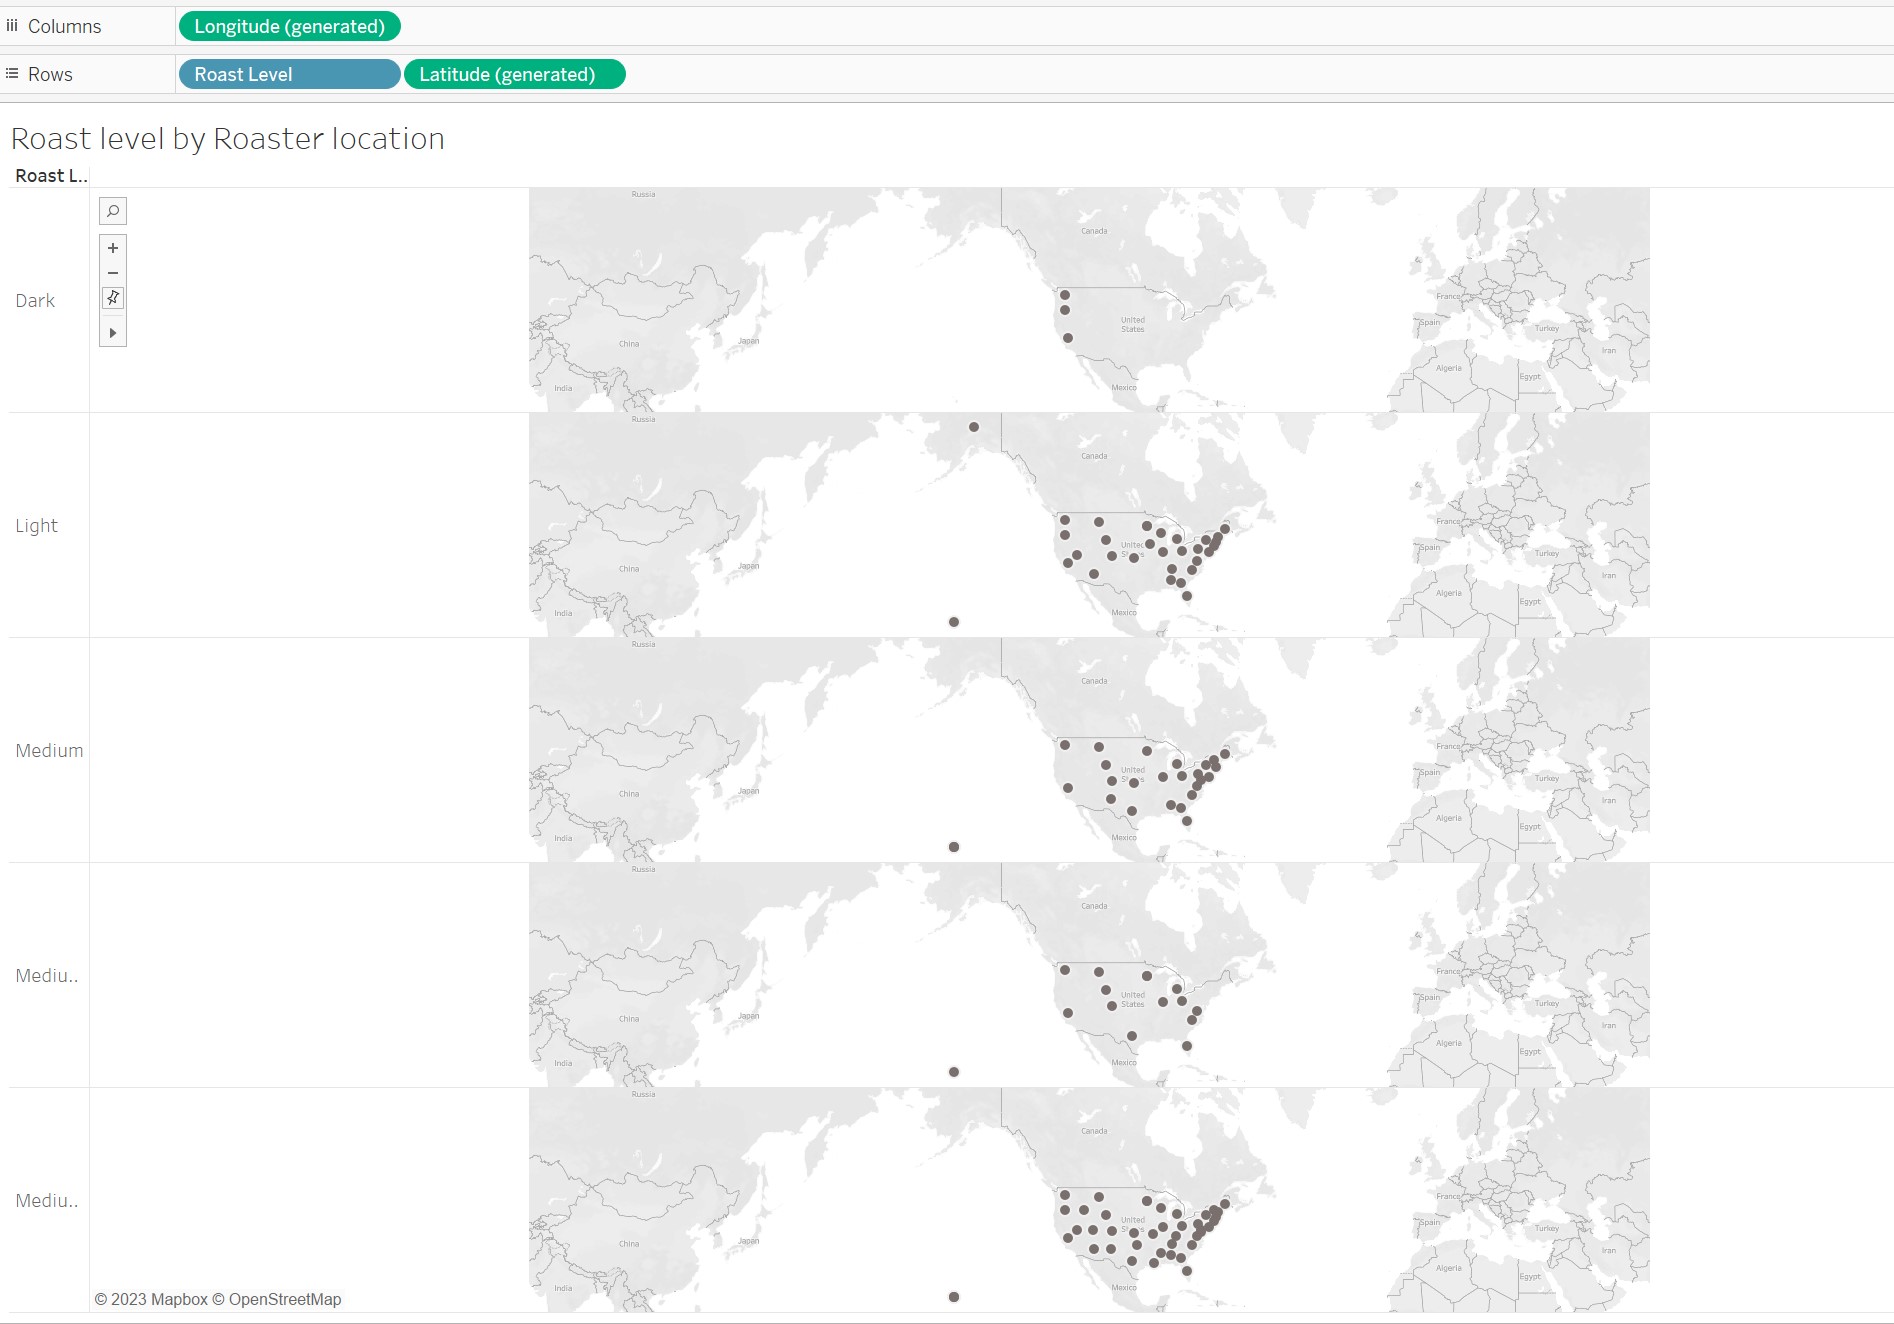 Columns Longitude (generated)
Rows Roast Level Latitude (generated)
Roast level by Roaster location
Roast L..
Dark
Russia
Canada
United
States
France
Spain
Turkey
China
Japan
Iran
Algeria
Egypt
India
Mexico
Light
Russia
Canada
France
United
Spain
Turkey
China
Japan
Iran
Algeria
Egypt
India
Mexico
Medium
Russia
Canada
France
United
Spain
Turkey
China
Japan
Iran
Algeria
Egypt
India
Mexico
Mediu..
Russia
Canada
France
United
States
Spain
Turkey
China
Japan
Iran
Algeria
Egypt
India
Mexico
Mediu..
Russia
Canada
France
United
Spain
Turkey
China
Japan
Iran
Algeria
Egypt
India
Mexico
© 2023 Mapbox © OpenStreetMap